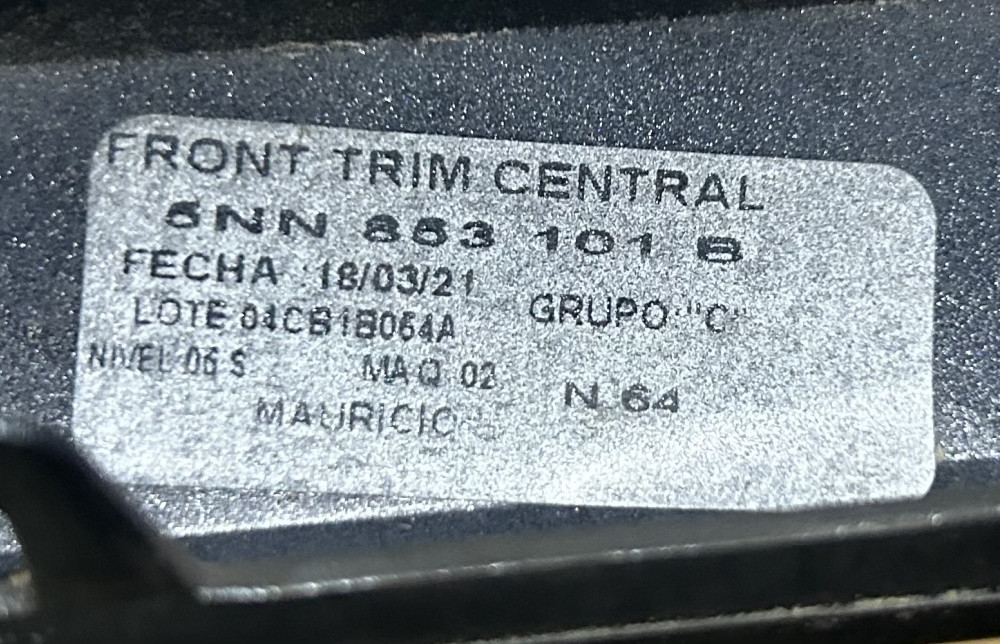 FRONT TRIM CENTRAL
5NN 853 101 B
FECHA 18/03/21
GRUPO "C"
LOTE 04CB1B064A
NIVEL 06 S MAQ 02
N 64
MAURICIO